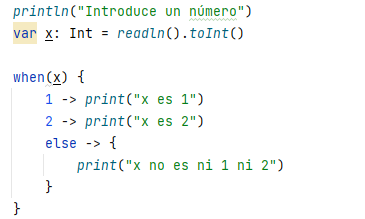 println("Introduce un número")
var x: Int = readln().toInt()
when(x) {
1 -> print("x es 1")
2 -> print("x es 2")
else -> {
print("x no es ni 1 ni 2")
}
}